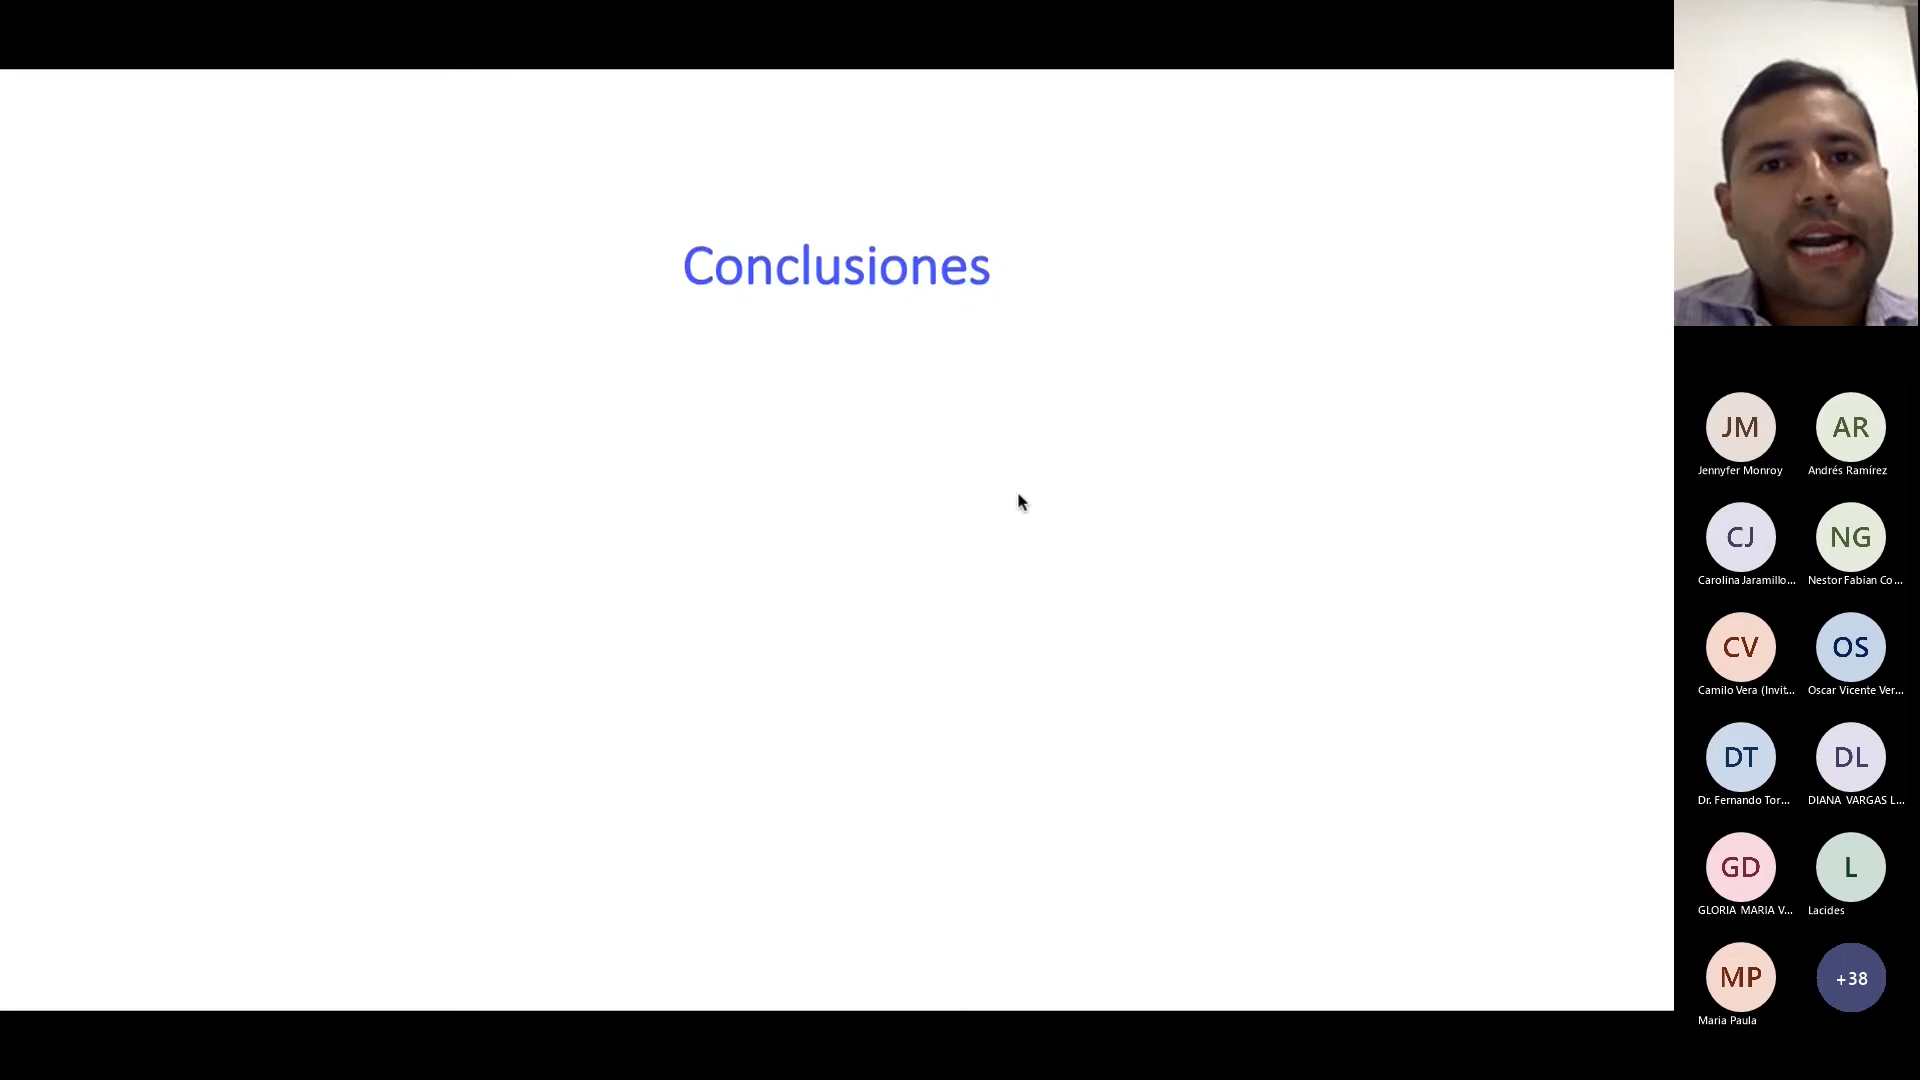 Conclusiones
JM
AR
Jennyfer Monroy
Andrés Ramírez
CJ
NG
Carolina Jaramillo...
Nestor Fabian Co...
CV
OS
Camilo Vera (Invit...
Oscar Vicente Ver...
DT
DL
Dr. Fernando Tor...
DIANA VARGAS L...
GD
L
GLORIA MARIA V...
Lacides
MP
+38
Maria Paula